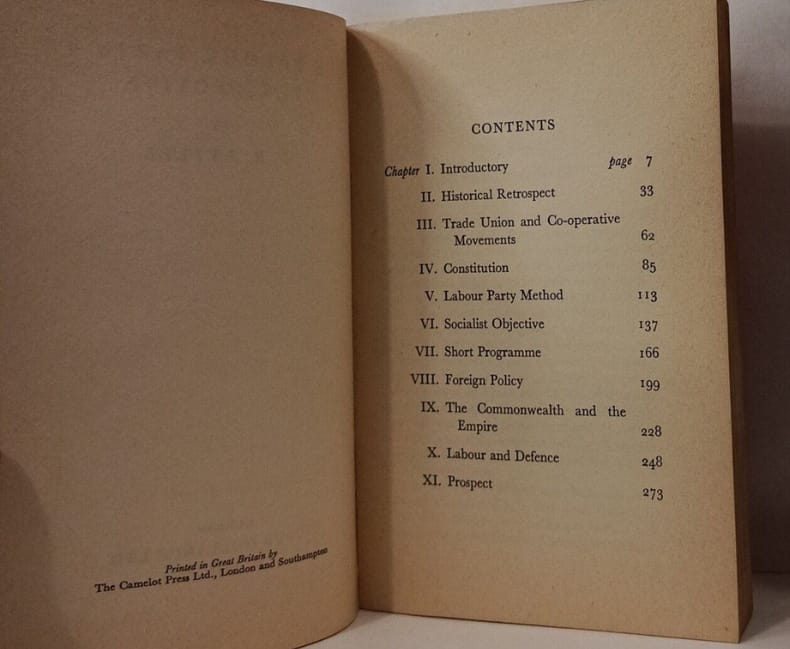 Printed in Great Britain by
The Camelot Press Ltd., London and Southampton
CONTENTS
Chapter I. Introductory page 7
II. Historical Retrospect 33
III. Trade Union and Co-operative
Movements 62
IV. Constitution 85
V. Labour Party Method 113
VI. Socialist Objective 137
VII. Short Programme 166
VIII. Foreign Policy 199
IX. The Commonwealth and the
Empire 228
X. Labour and Defence 248
XI. Prospect 273